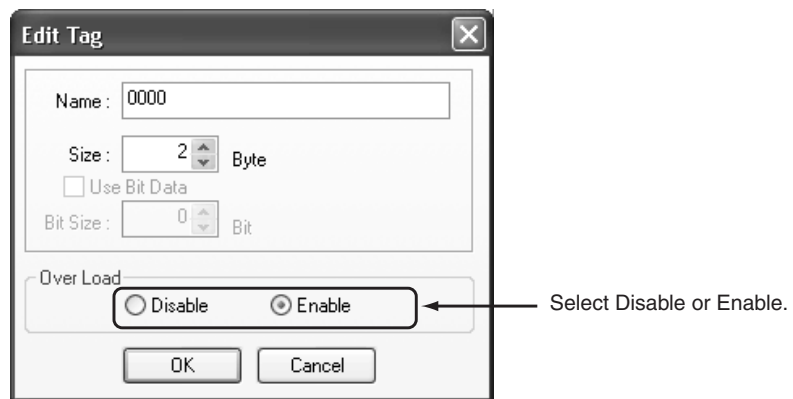 Edit Tag
Name : 0000
Size : 2 Byte
Use Bit Data
Bit Size : 0 Bit
Over Load
Disable Enable
Select Disable or Enable.
OK Cancel